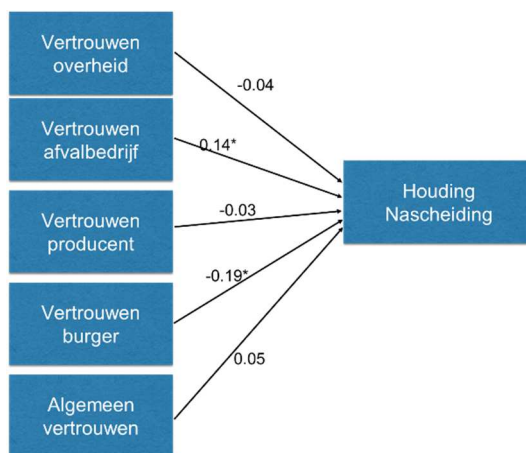 Vertrouwen
overheid
-0.04
Vertrouwen
afvalbedrijf
0.14*
Houding
Nascheiding
Vertrouwen
producent
-0.03
Vertrouwen
burger
-0.19*
0.05
Algemeen
vertrouwen